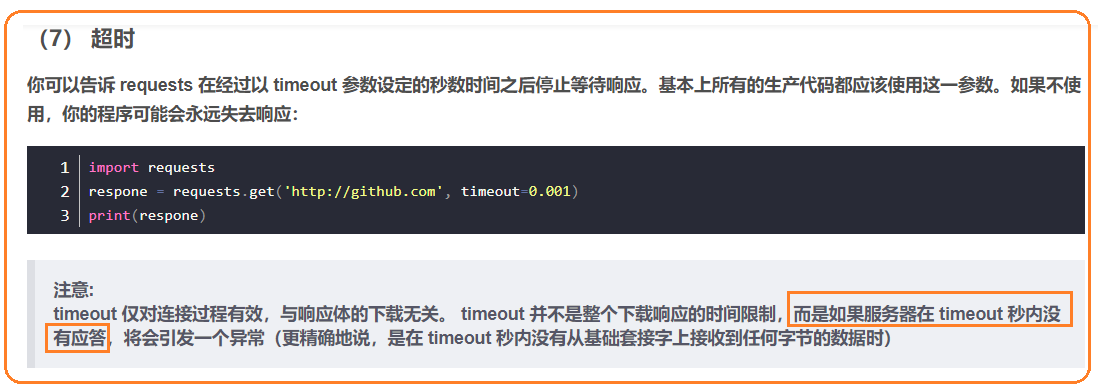 （7） 超时
你可以告诉 requests 在经过以 timeout 参数设定的秒数时间之后停止等待响应。基本上所有的生产代码都应该使用这一参数。如果不使
用，你的程序可能会永远失去响应：
1 import requests
2 respone = requests.get('http://github.com', timeout=0.001)
3 print(respone)
注意:
timeout 仅对连接过程有效，与响应体的下载无关。 timeout 并不是整个下载响应的时间限制，而是如果服务器在 timeout 秒内没
有应答，将会引发一个异常（更精确地说，是在 timeout 秒内没有从基础套接字上接收到任何字节的数据时）